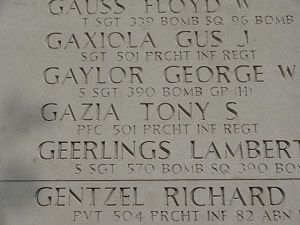 GAUSS FLOYD W
T SGT 339 BOMB SQ 96 BOMB
GAXIOLA GUS J
SGT 501 PRCHT INF REGT
GAYLOR GEORGE W
S SGT 390 BOMB GP (H)
GAZIA TONY S
PFC 501 PRCHT INF REGT
GEERLINGS LAMBERT
S SGT 570 BOMB SQ 390 BO
GENTZEL RICHARD
PVT 504 PRCHT INF 82 ABN